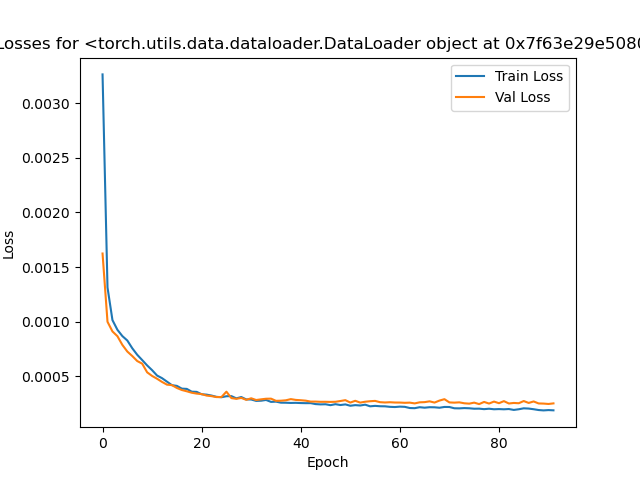 Losses for <torch.utils.data.dataloader.DataLoader object at 0x7f63e29e5080
Train Loss
Val Loss
0.0030
0.0025
0.0020
0.0015
0.0010
0.0005
Loss
0 20 40 60 80
Epoch